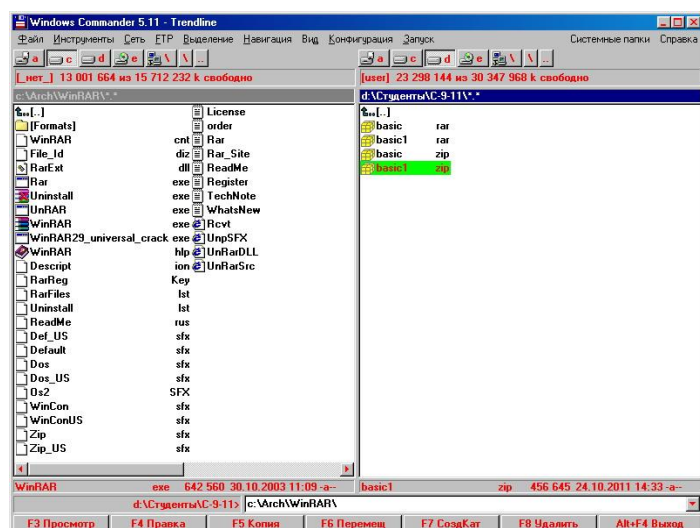 Windows Commander 5.11 - Trendline
Файл Инструменты Сеть FTP Выделение Навигация Вид Конфигурация Запуск Системные папки Справка
a c d e \ \ ..
a c d e \ \ ..
[_нет_] 13 001 664 из 15 712 232 k свободно
[user] 23 298 144 из 30 347 968 k свободно
c:\Arch\WinRAR\*.*
[..]
[Formats]
WinRAR cnt
File_Id diz
RarExt dll
Rar exe
Uninstall exe
UnRAR exe
WinRAR exe
WinRAR29_universal_crack exe
WinRAR hlp
Descript ion
RarReg Key
RarFiles lst
Uninstall lst
ReadMe rus
Def_US sfx
Default sfx
Dos sfx
Dos_US sfx
Os2 SFX
WinCon sfx
WinConUS sfx
Zip sfx
Zip_US sfx
License
order
Rar
Rar_Site
ReadMe
Register
TechNote
WhatsNew
Rcvt
UnpSFX
UnRarDLL
UnRarSrc
d:\Студенты\С-9-11\*.*
[..]
basic rar
basic1 rar
basic zip
basic1 zip
WinRAR exe 642 560 30.10.2003 11:09 -a--
basic1 zip 456 645 24.10.2011 14:33 -a--
d:\Студенты\С-9-11> c:\Arch\WinRAR\
F3 Просмотр F4 Правка F5 Копия F6 Перемещ F7 СоздКат F8 Удалить Alt+F4 Выход